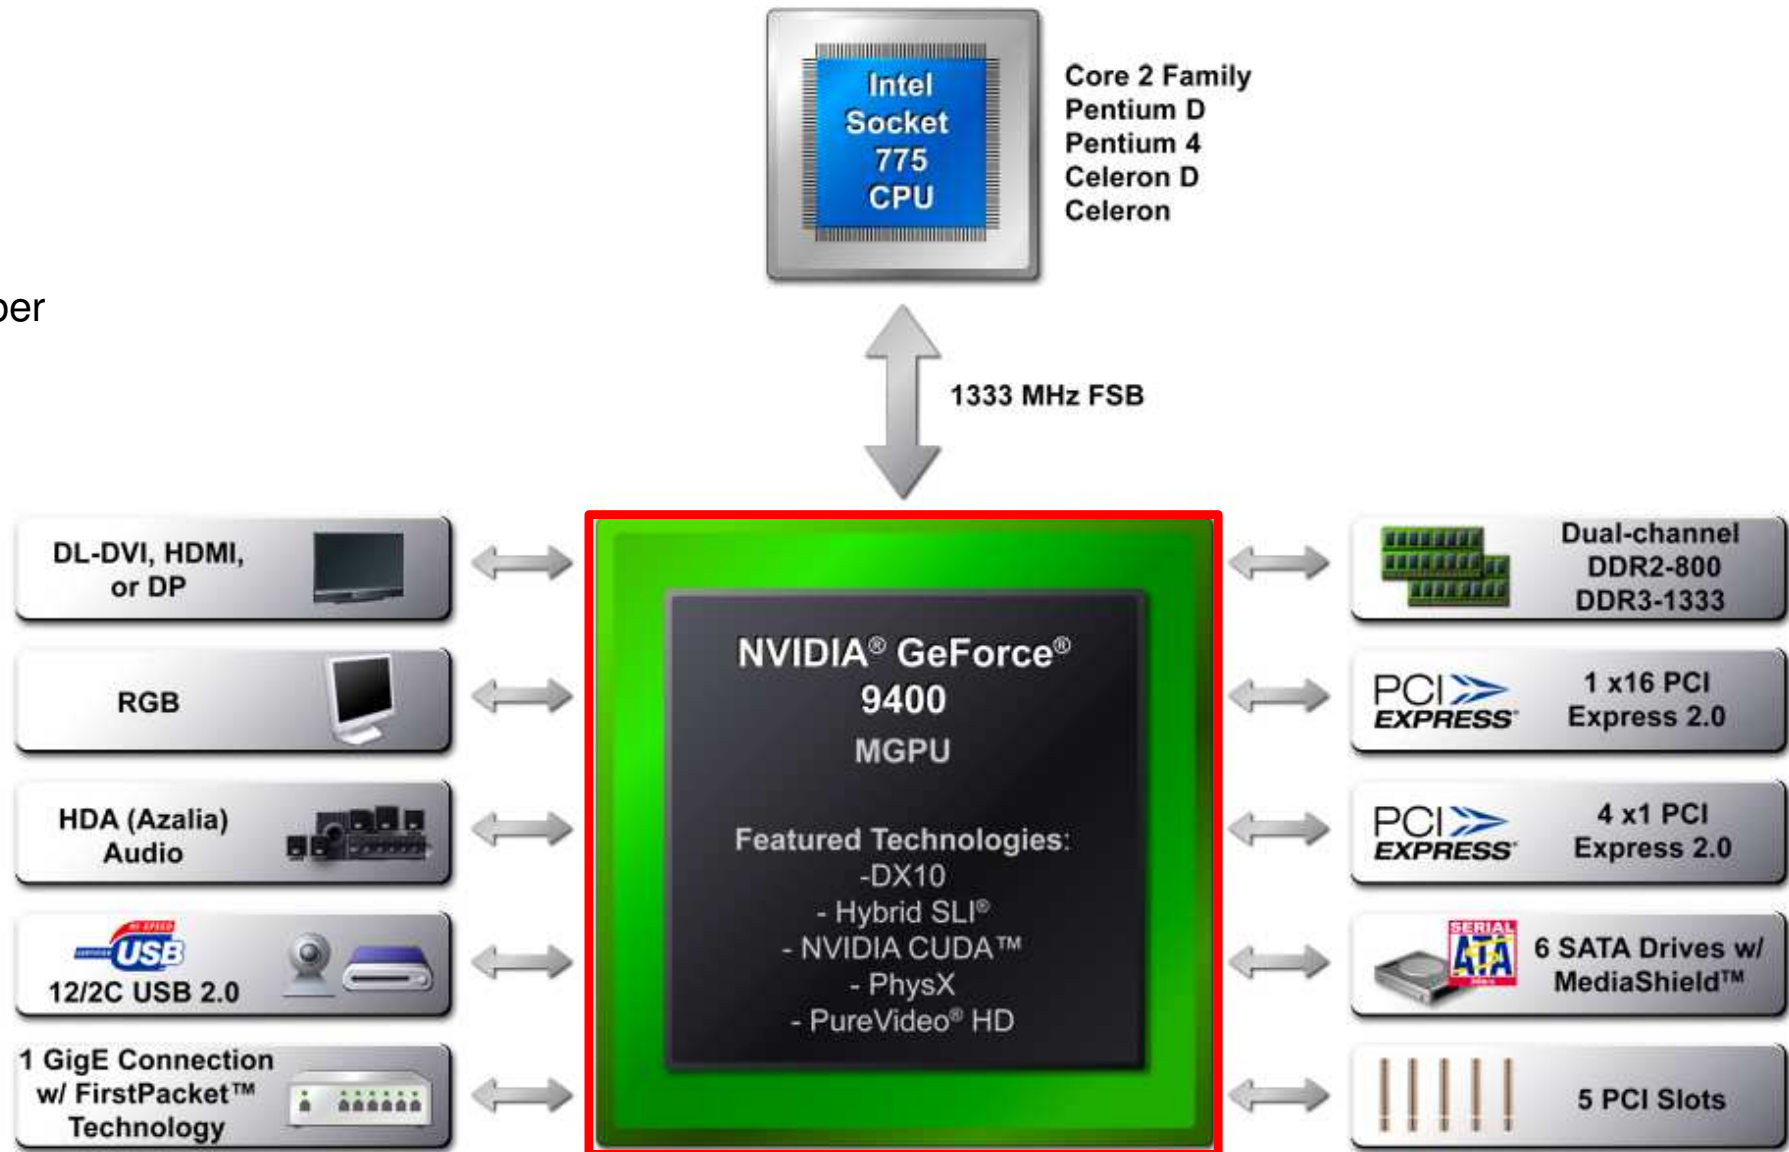 Intel
Socket
775
CPU
Core 2 Family
Pentium D
Pentium 4
Celeron D
Celeron
1333 MHz FSB
DL-DVI, HDMI,
or DP
RGB
HDA (Azalia)
Audio
HI-SPEED
CERTIFIED USB
12/2C USB 2.0
1 GigE Connection
w/ FirstPacket™
Technology
NVIDIA® GeForce®
9400
MGPU
Featured Technologies:
-DX10
- Hybrid SLI®
- NVIDIA CUDA™
- PhysX
- PureVideo® HD
Dual-channel
DDR2-800
DDR3-1333
PCI
EXPRESS®
1 x16 PCI
Express 2.0
PCI
EXPRESS®
4 x1 PCI
Express 2.0
SERIAL
ATA
6 SATA Drives w/
MediaShield™
5 PCI Slots